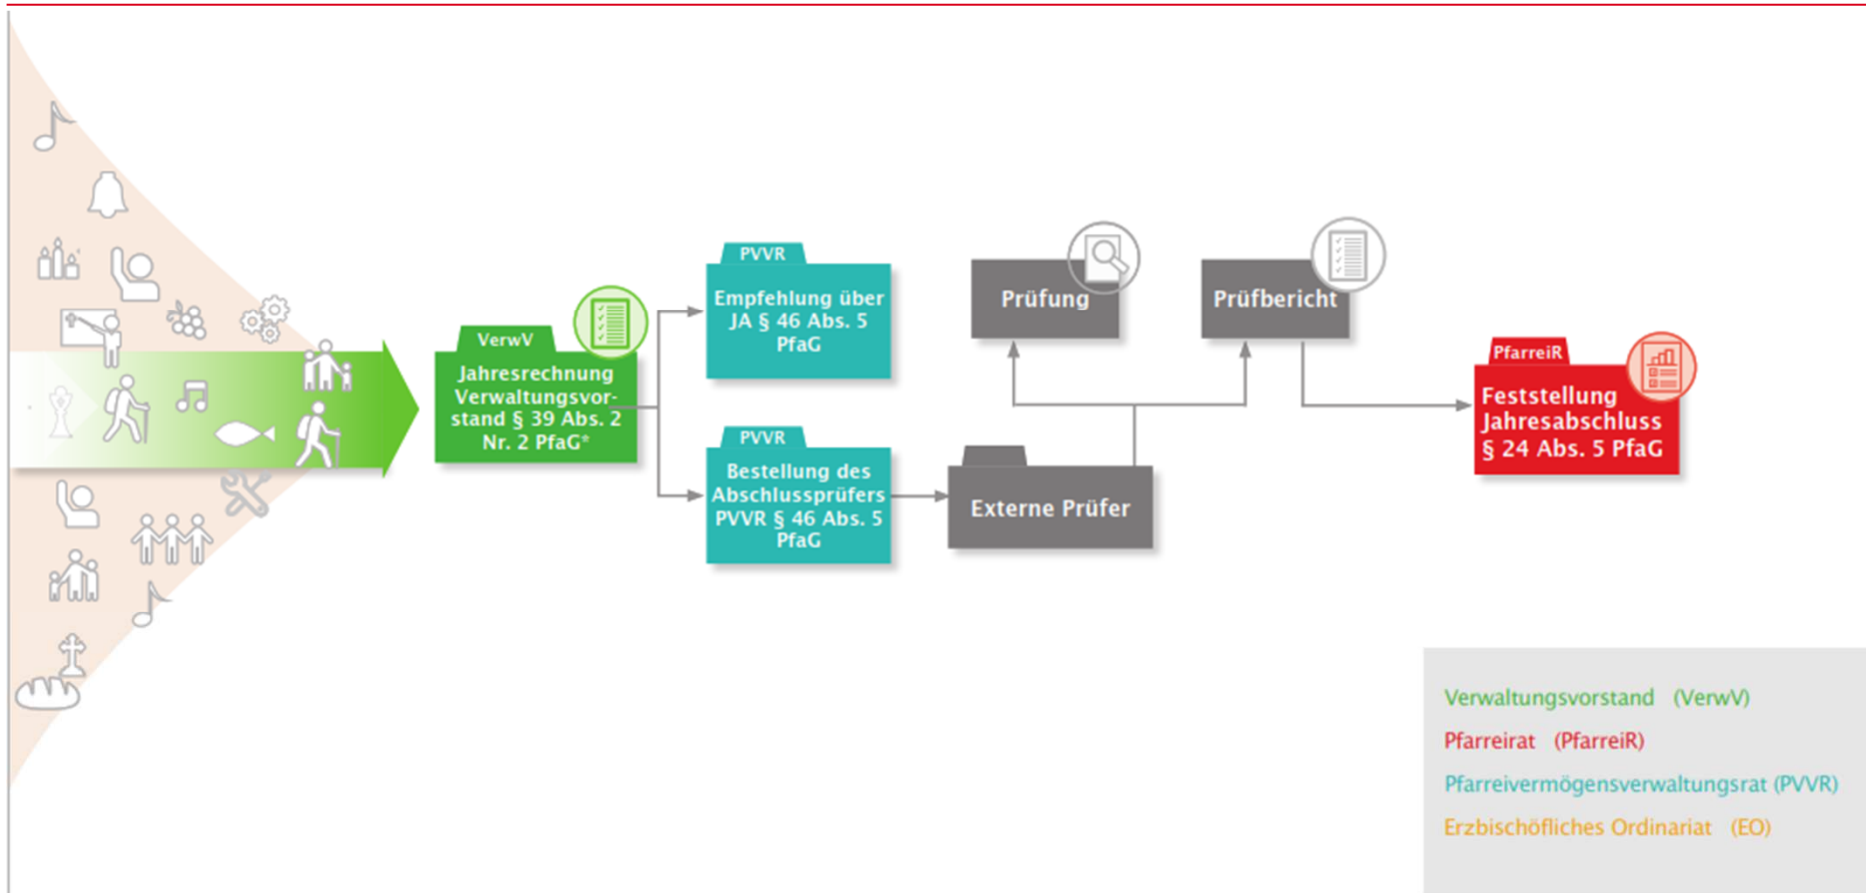 VerwV
Jahresrechnung
Verwaltungsvor-
stand § 39 Abs. 2
Nr. 2 PfaG*
PVVR
Empfehlung über
JA § 46 Abs. 5
PfaG
PVVR
Bestellung des
Abschlussprüfers
PVVR § 46 Abs. 5
PfaG
Externe Prüfer
Prüfung
Prüfbericht
PfarreiR
Feststellung
Jahresabschluss
§ 24 Abs. 5 PfaG
Verwaltungsvorstand (VerwV)
Pfarreirat (PfarreiR)
Pfarreivermögensverwaltungsrat (PVVR)
Erzbischöfliches Ordinariat (EO)